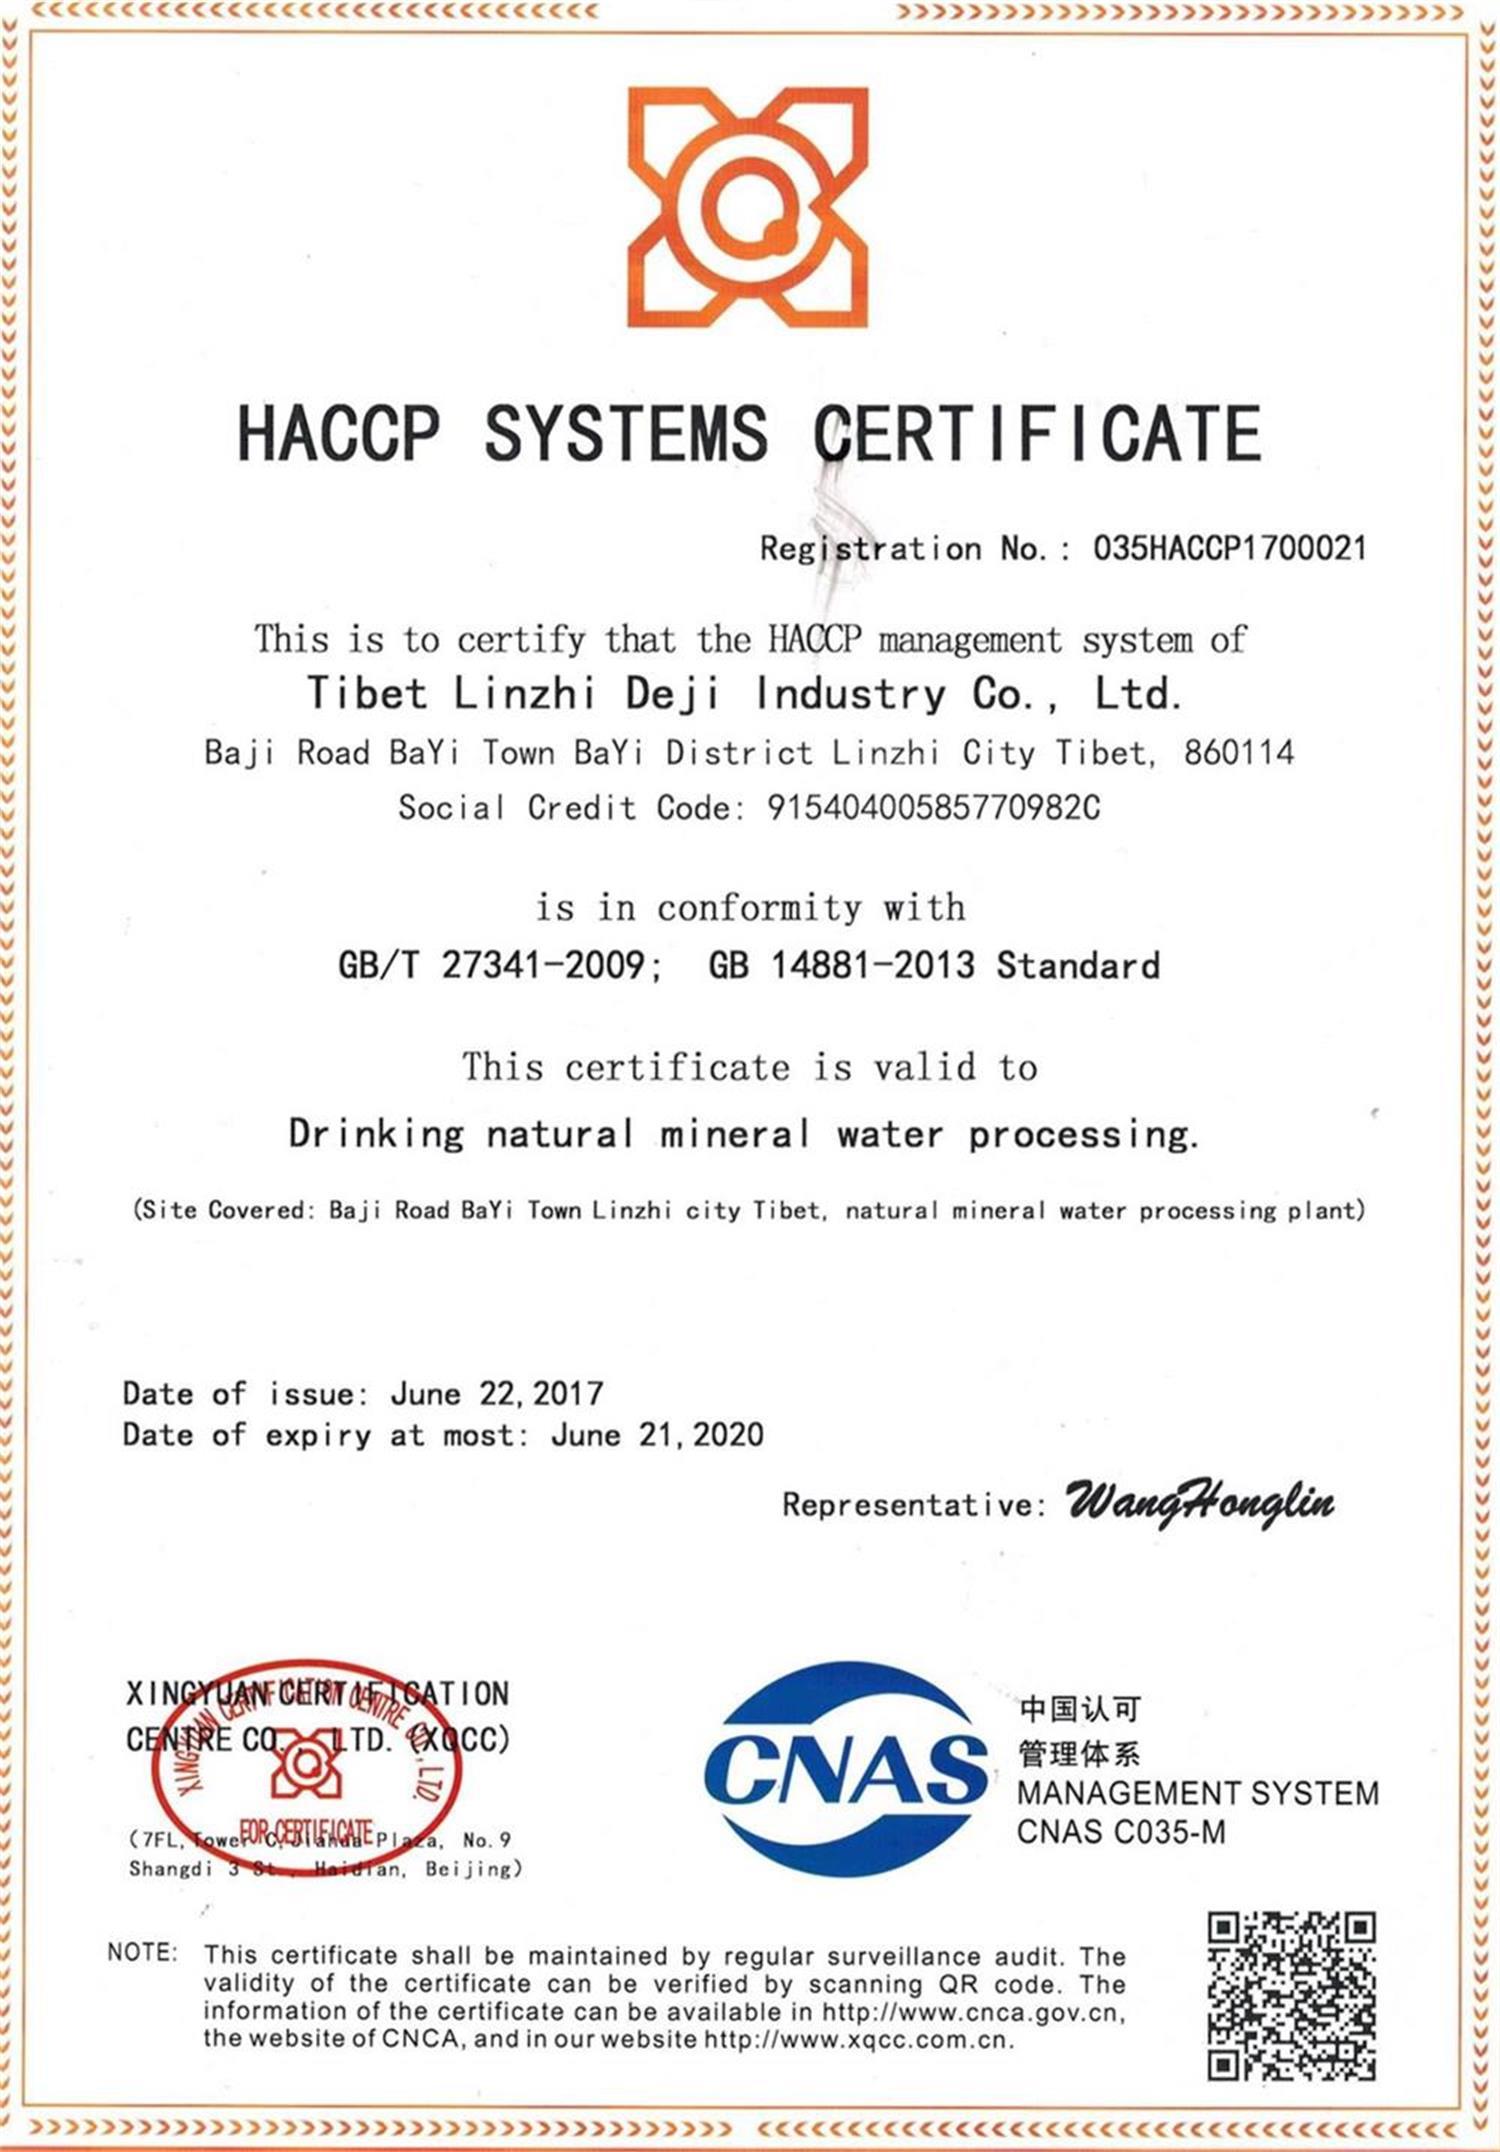 HACCP SYSTEMS CERTIFICATE
Registration No.: 035HACCP1700021
This is to certify that the HACCP management system of
Tibet Linzhi Deji Industry Co., Ltd.
Baji Road BaYi Town BaYi District Linzhi City Tibet, 860114
Social Credit Code: 91540400585770982C
is in conformity with
GB/T 27341-2009; GB 14881-2013 Standard
This certificate is valid to
Drinking natural mineral water processing.
(Site Covered: Baji Road BaYi Town Linzhi city Tibet, natural mineral water processing plant)
Date of issue: June 22, 2017
Date of expiry at most: June 21, 2020
Representative: WangHonglin
XINGYUAN CERTIFICATION
CENTRE CO., LTD. (XQCC)
XINGYUAN CERTIFICATION CENTRE CO., LTD.
FOR CERTIFICATE
(7FL, Tower C, Jiahua Plaza, No. 9
Shangdi 3 St., Haidian, Beijing)
CNAS
中国认可
管理体系
MANAGEMENT SYSTEM
CNAS C035-M
NOTE: This certificate shall be maintained by regular surveillance audit. The
validity of the certificate can be verified by scanning QR code. The
information of the certificate can be available in http://www.cnca.gov.cn,
the website of CNCA, and in our website http://www.xqcc.com.cn.